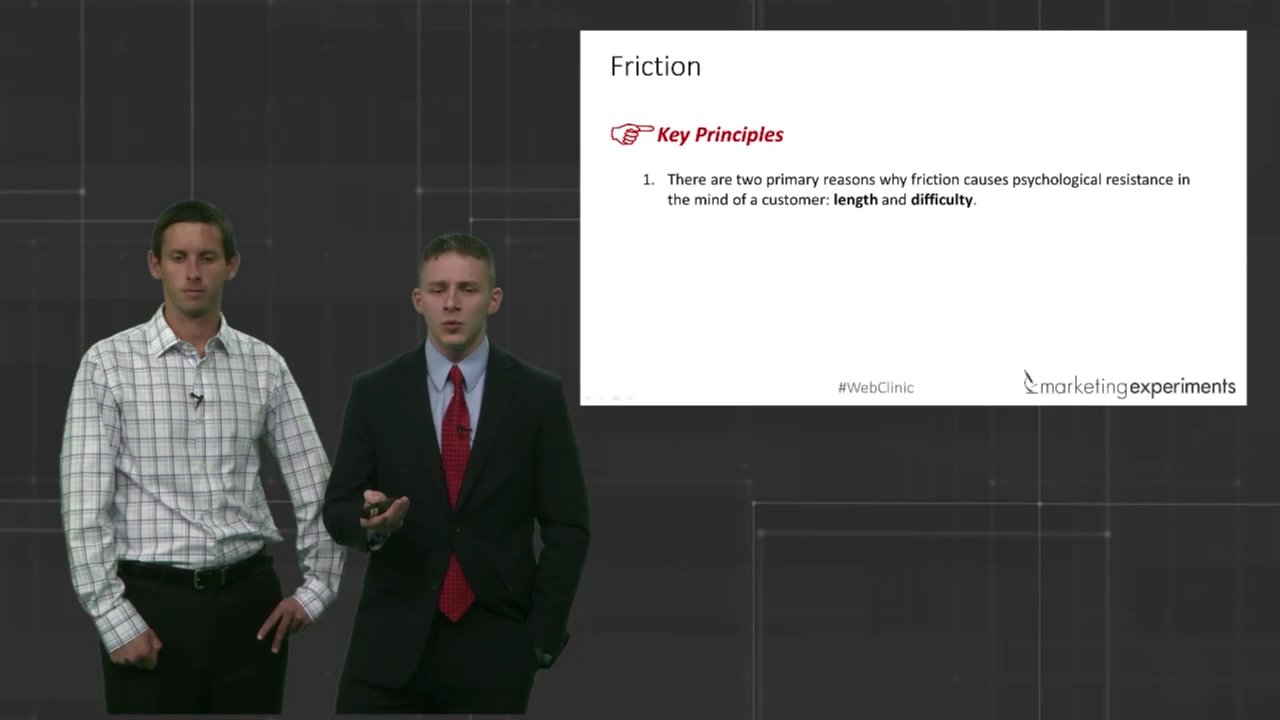 Friction
Key Principles
1. There are two primary reasons why friction causes psychological resistance in
the mind of a customer: length and difficulty.
#WebClinic
marketingexperiments